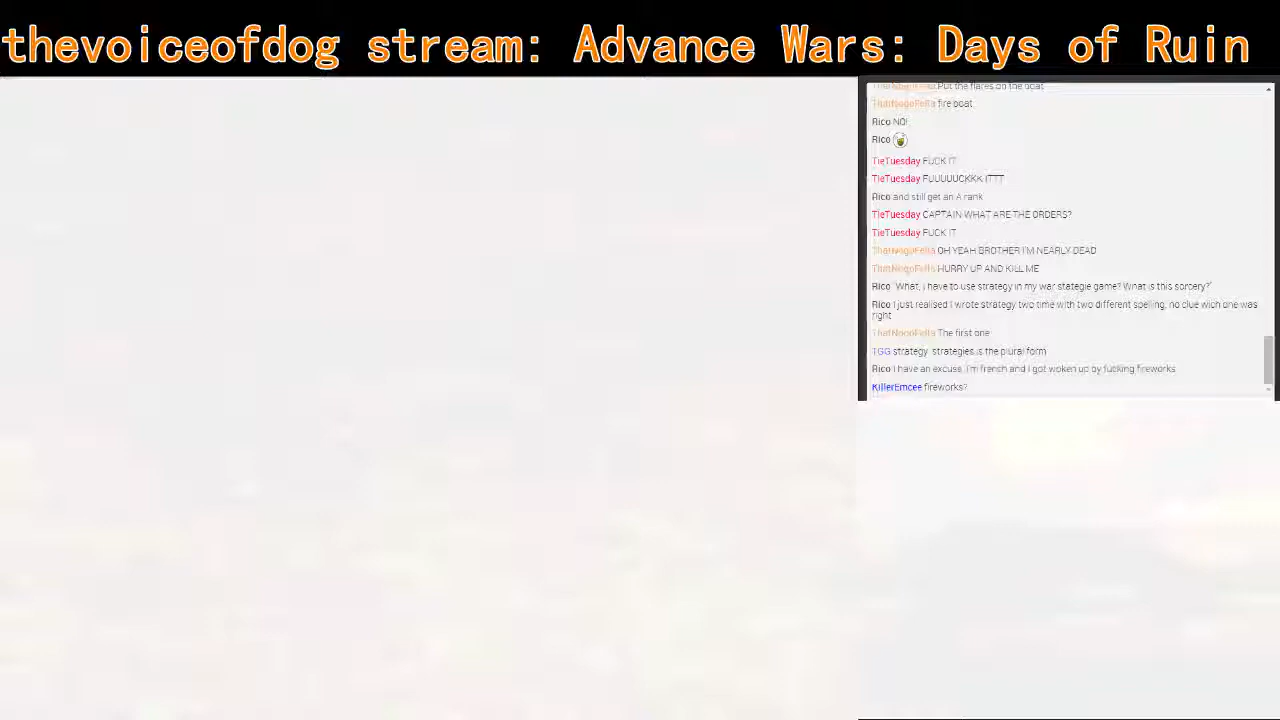 thevoiceofdog stream: Advance Wars: Days of Ruin
Put the flares on the boat
ThatNogoFella fire boat
Rico NO!
Rico
TieTuesday FUCK IT
TieTuesday FUUUUUCKKK ITTT
Rico and still get an A rank
TieTuesday CAPTAIN WHAT ARE THE ORDERS?
TieTuesday FUCK IT
ThatNogoFella OH YEAH BROTHER I'M NEARLY DEAD
ThatNogoFella HURRY UP AND KILL ME
Rico "What, i have to use strategy in my war stategie game? What is this sorcery?"
Rico I just realised I wrote strategy two time with two different spelling, no clue wich one was
right
ThatNogoFella The first one
TGG strategy strategies is the plural form
Rico I have an excuse, I'm french and I got woken up by fucking fireworks
KillerEmcee fireworks?